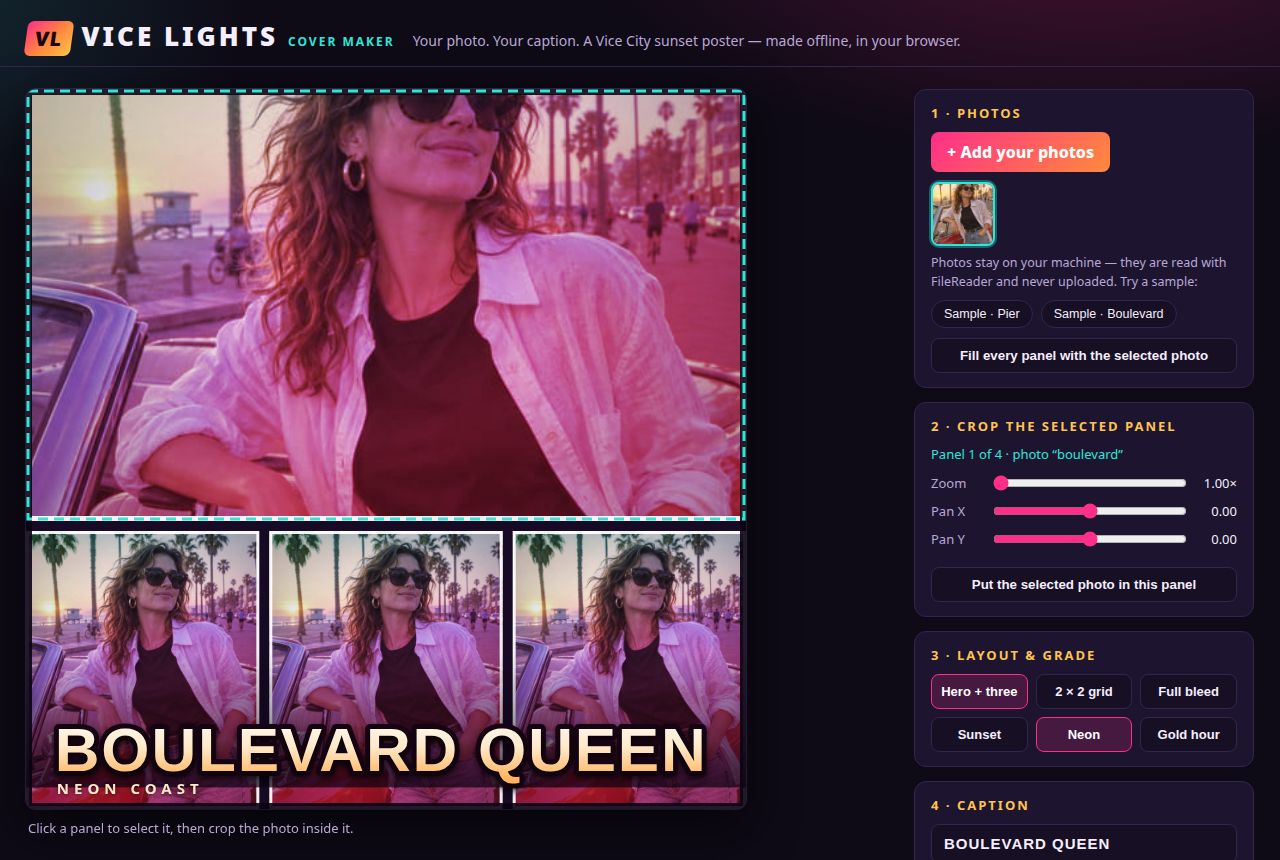 VL VICE LIGHTS COVER MAKER Your photo. Your caption. A Vice City sunset poster — made offline, in your browser.
BOULEVARD QUEEN
NEON COAST
Click a panel to select it, then crop the photo inside it.
1 · PHOTOS
+ Add your photos
Photos stay on your machine — they are read with
FileReader and never uploaded. Try a sample:
Sample · Pier Sample · Boulevard
Fill every panel with the selected photo
2 · CROP THE SELECTED PANEL
Panel 1 of 4 · photo “boulevard”
Zoom 1.00×
Pan X 0.00
Pan Y 0.00
Put the selected photo in this panel
3 · LAYOUT & GRADE
Hero + three 2 × 2 grid Full bleed
Sunset Neon Gold hour
4 · CAPTION
BOULEVARD QUEEN